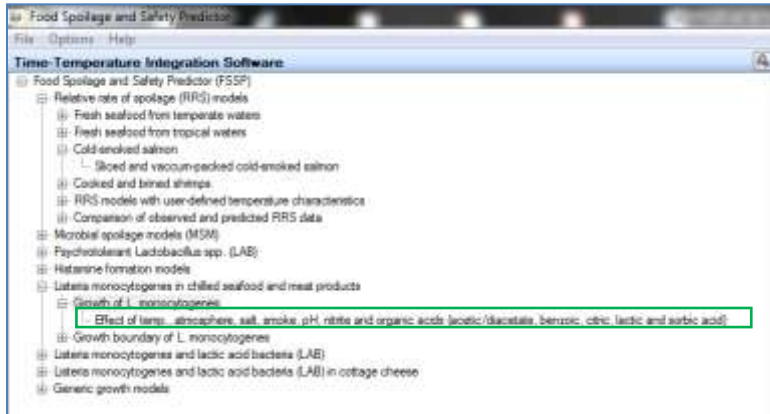 Food Spoilage and Safety Predictor
File Options Help
Time-Temperature Integration Software
Food Spoilage and Safety Predictor (FSSP)
Relative rate of spoilage (RRS) models
Fresh seafood from temperate waters
Fresh seafood from tropical waters
Cold-smoked salmon
Sliced and vaccum-packed cold-smoked salmon
Cooked and brined shrimps
RRS models with user-defined temperature characteristics
Comparison of observed and predicted RRS data
Microbial spoilage models (MSM)
Psychrotolerant Lactobacillus spp. (LAB)
Histamine formation models
Listeria monocytogenes in chilled seafood and meat products
Growth of L. monocytogenes
Effect of temp., atmosphere, salt, smoke, pH, nitrite and organic acids (acetic/diacetate, benzoic, citric, lactic and sorbic acid)
Growth boundary of L. monocytogenes
Listeria monocytogenes and lactic acid bacteria (LAB)
Listeria monocytogenes and lactic acid bacteria (LAB) in cottage cheese
Generic growth models